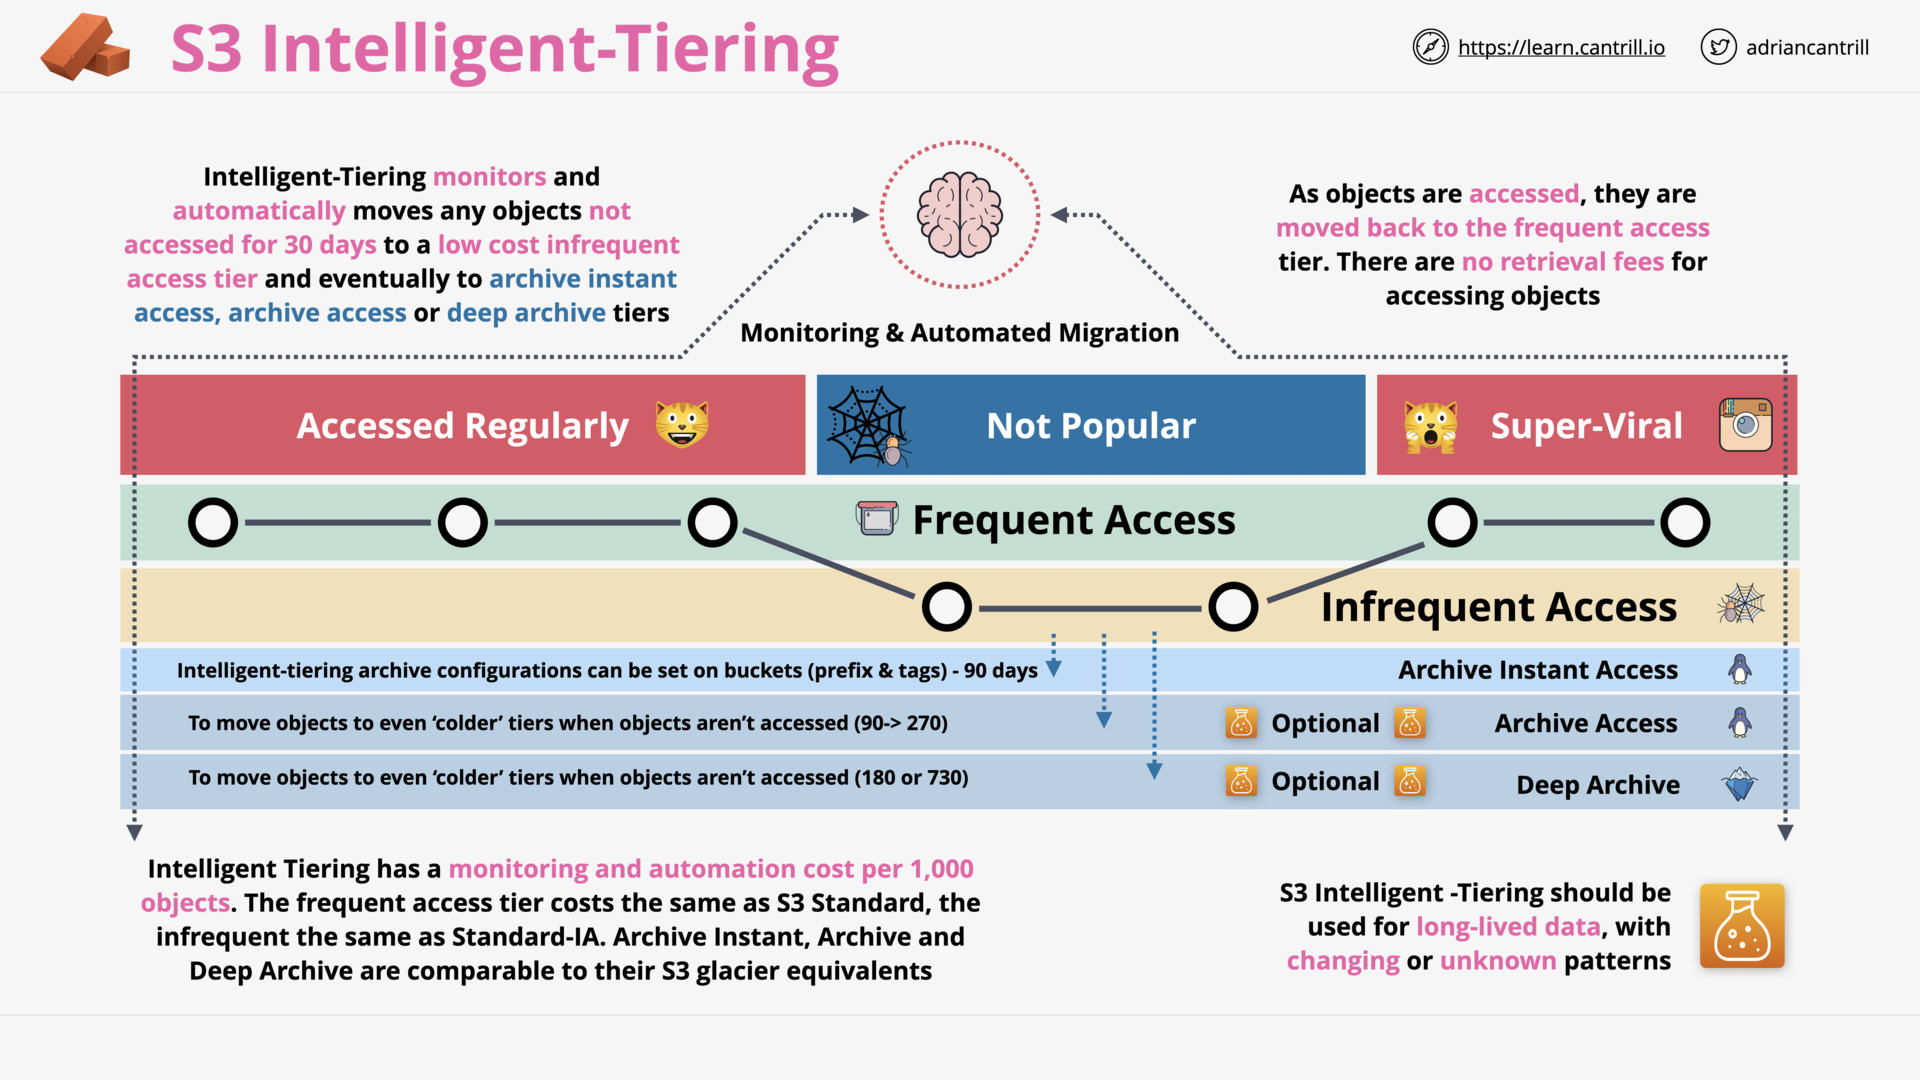 S3 Intelligent-Tiering
https://learn.cantrill.io
adriancantrill
Intelligent-Tiering monitors and
automatically moves any objects not
accessed for 30 days to a low cost infrequent
access tier and eventually to archive instant
access, archive access or deep archive tiers
As objects are accessed, they are
moved back to the frequent access
tier. There are no retrieval fees for
accessing objects
Monitoring & Automated Migration
Accessed Regularly
Not Popular
Super-Viral
Frequent Access
Infrequent Access
Intelligent-tiering archive configurations can be set on buckets (prefix & tags) - 90 days
Archive Instant Access
To move objects to even ‘colder’ tiers when objects aren’t accessed (90-> 270)
Optional
Archive Access
To move objects to even ‘colder’ tiers when objects aren’t accessed (180 or 730)
Optional
Deep Archive
Intelligent Tiering has a monitoring and automation cost per 1,000
objects. The frequent access tier costs the same as S3 Standard, the
infrequent the same as Standard-IA. Archive Instant, Archive and
Deep Archive are comparable to their S3 glacier equivalents
S3 Intelligent -Tiering should be
used for long-lived data, with
changing or unknown patterns